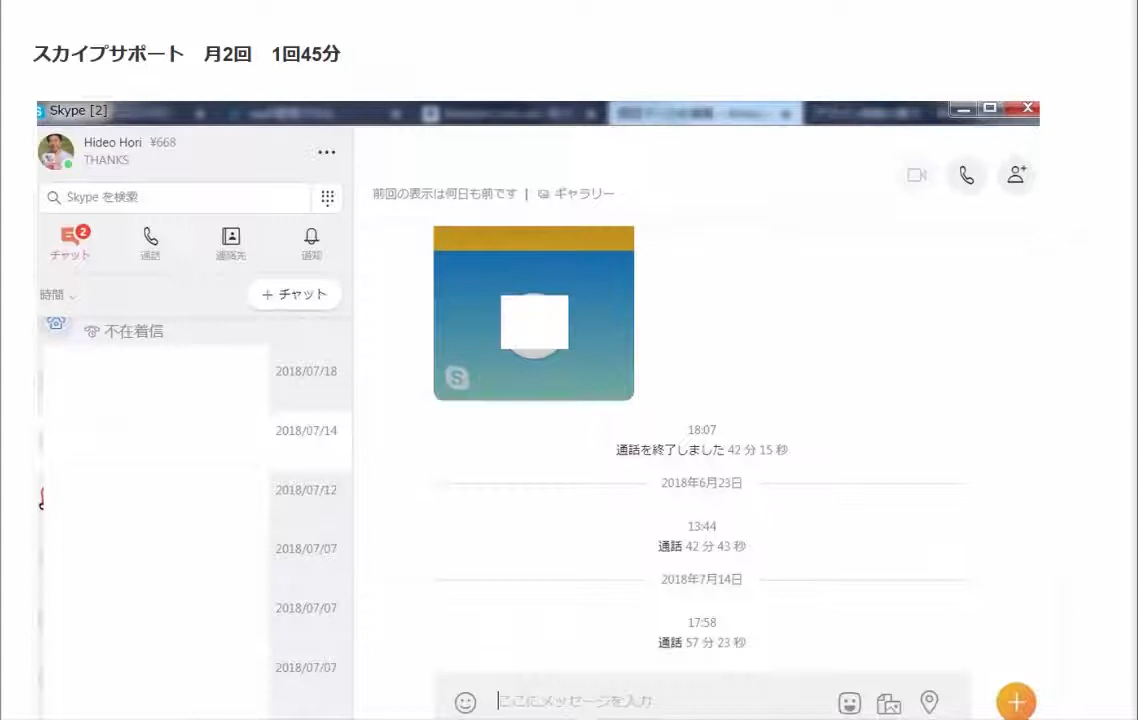 スカイプサポート　月2回　1回45分
Skype [2]
Hideo Hori ¥668
THANKS
Skype を検索
チャット
2
通話
連絡先
通知
時間
+ チャット
不在着信
2018/07/18
2018/07/14
2018/07/12
2018/07/07
2018/07/07
2018/07/07
前回の表示は何日も前です | ギャラリー
18:07
通話を終了しました 42 分 15 秒
2018年6月23日
13:44
通話 42 分 43 秒
2018年7月14日
17:58
通話 57 分 23 秒
ここにメッセージを入力